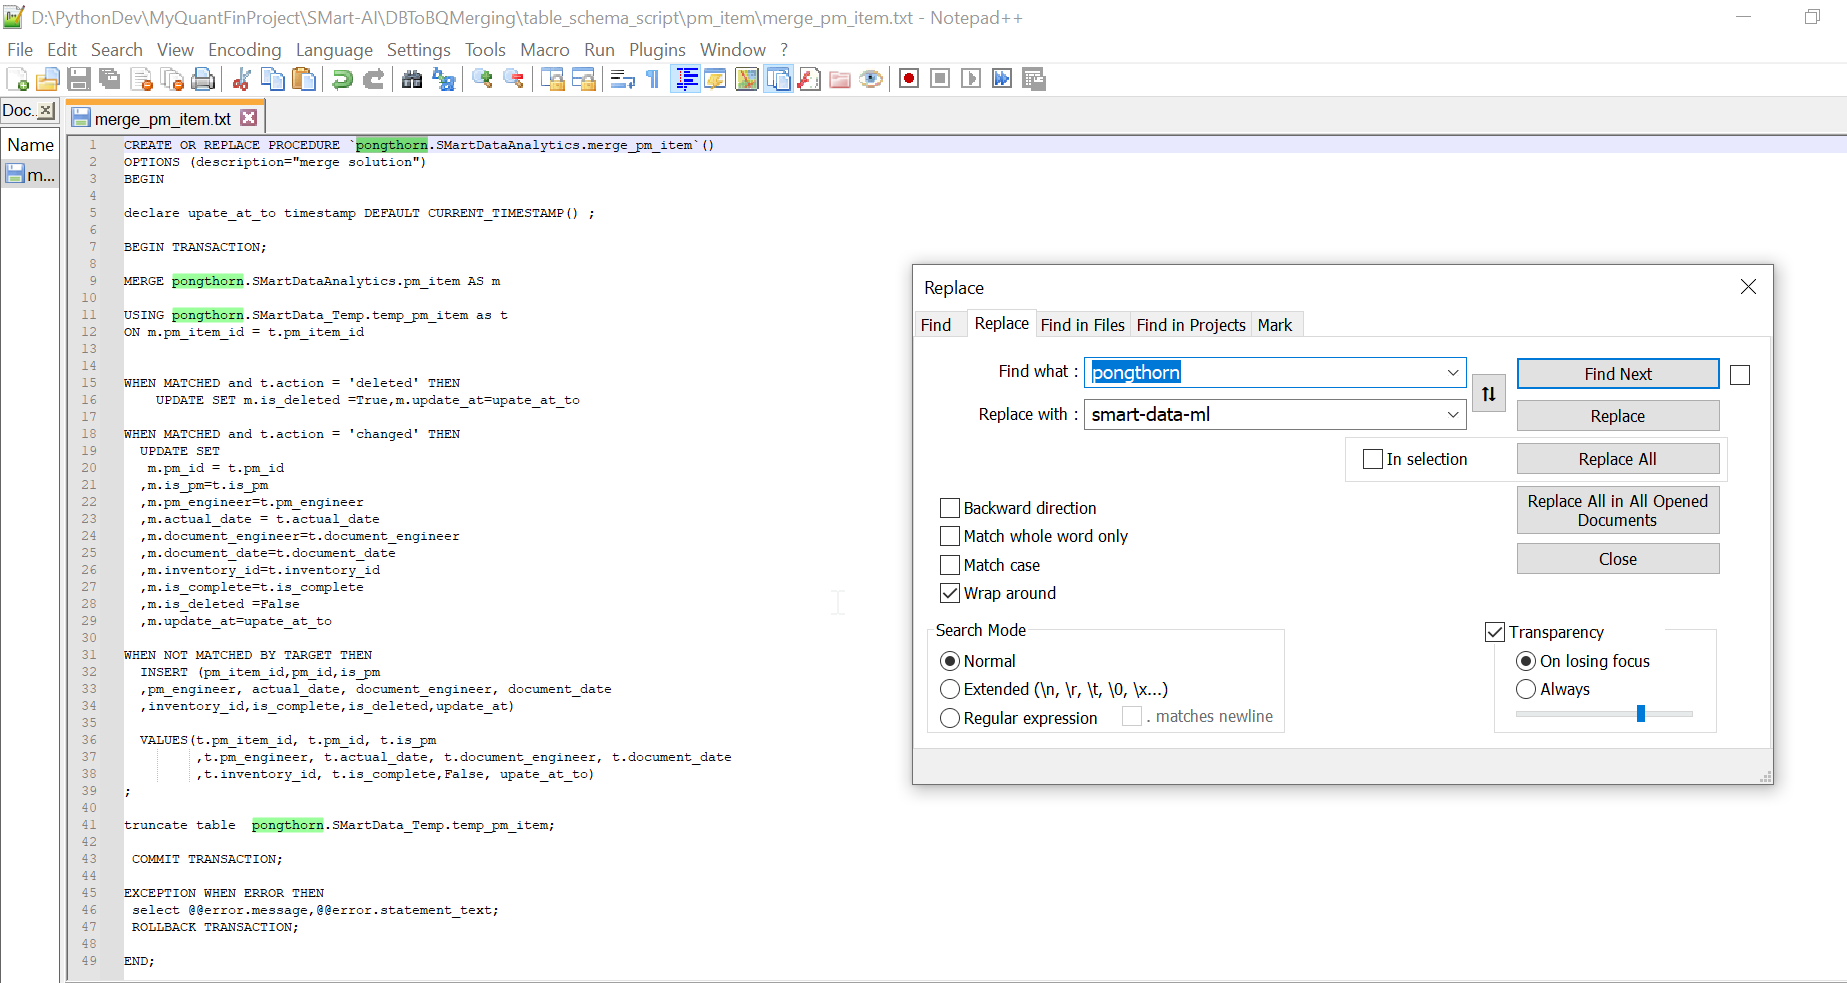 D:\PythonDev\MyQuantFinProject\SMart-AI\DBToBQMerging\table_schema_script\pm_item\merge_pm_item.txt - Notepad++
File Edit Search View Encoding Language Settings Tools Macro Run Plugins Window ?
Doc..
merge_pm_item.txt
Name
m...
1 CREATE OR REPLACE PROCEDURE `pongthorn.SMartDataAnalytics.merge_pm_item`()
2 OPTIONS (description="merge solution")
3 BEGIN
4
5 declare upate_at_to timestamp DEFAULT CURRENT_TIMESTAMP() ;
6
7 BEGIN TRANSACTION;
8
9 MERGE pongthorn.SMartDataAnalytics.pm_item AS m
10
11 USING pongthorn.SMartData_Temp.temp_pm_item as t
12 ON m.pm_item_id = t.pm_item_id
13
14
15 WHEN MATCHED and t.action = 'deleted' THEN
16 UPDATE SET m.is_deleted =True,m.update_at=upate_at_to
17
18 WHEN MATCHED and t.action = 'changed' THEN
19 UPDATE SET
20 m.pm_id = t.pm_id
21 ,m.is_pm=t.is_pm
22 ,m.pm_engineer=t.pm_engineer
23 ,m.actual_date = t.actual_date
24 ,m.document_engineer=t.document_engineer
25 ,m.document_date=t.document_date
26 ,m.inventory_id=t.inventory_id
27 ,m.is_complete=t.is_complete
28 ,m.is_deleted =False
29 ,m.update_at=upate_at_to
30
31 WHEN NOT MATCHED BY TARGET THEN
32 INSERT (pm_item_id,pm_id,is_pm
33 ,pm_engineer, actual_date, document_engineer, document_date
34 ,inventory_id,is_complete,is_deleted,update_at)
35
36 VALUES(t.pm_item_id, t.pm_id, t.is_pm
37 ,t.pm_engineer, t.actual_date, t.document_engineer, t.document_date
38 ,t.inventory_id, t.is_complete,False, upate_at_to)
39 ;
40
41 truncate table pongthorn.SMartData_Temp.temp_pm_item;
42
43 COMMIT TRANSACTION;
44
45 EXCEPTION WHEN ERROR THEN
46 select @@error.message,@@error.statement_text;
47 ROLLBACK TRANSACTION;
48
49 END;
Replace
Find Replace Find in Files Find in Projects Mark
Find what : pongthorn
Find Next
Replace with : smart-data-ml
Replace
In selection
Replace All
Replace All in All Opened
Documents
Close
Backward direction
Match whole word only
Match case
Wrap around
Search Mode
Normal
Extended (\n, \r, \t, \0, \x...)
Regular expression
. matches newline
Transparency
On losing focus
Always